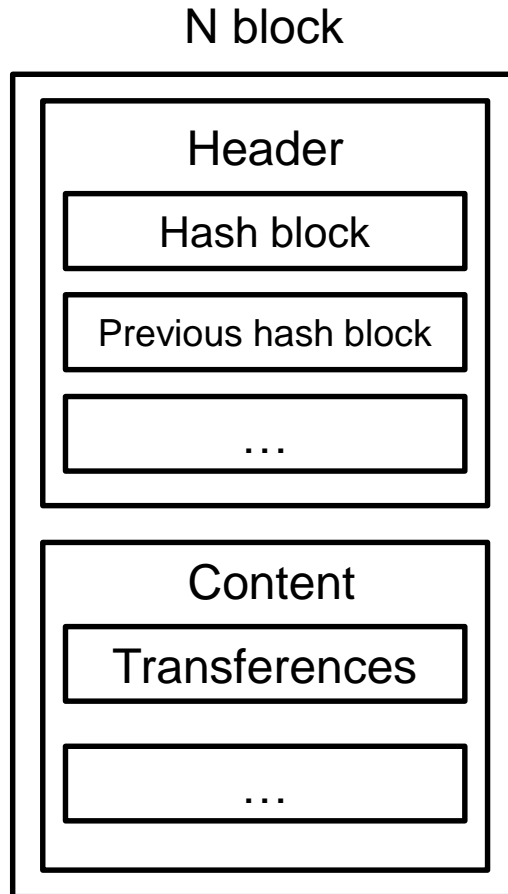 N block
Header
Hash block
Previous hash block
...
Content
Transferences
...